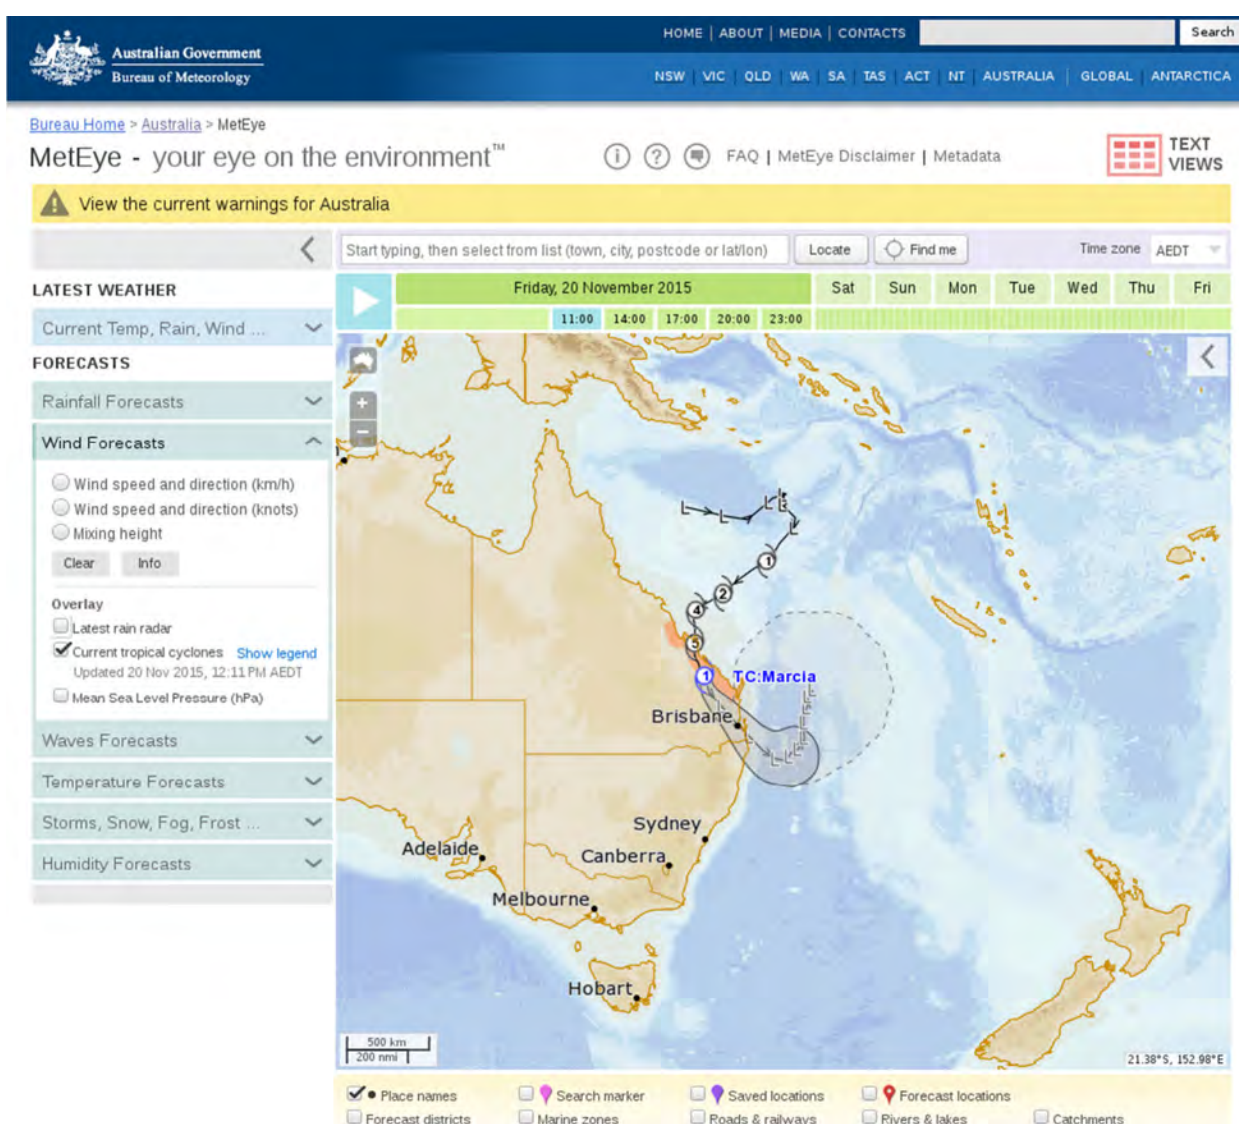 HOME | ABOUT | MEDIA | CONTACTS
Search
Australian Government
Bureau of Meteorology
NSW | VIC | QLD | WA | SA | TAS | ACT | NT | AUSTRALIA | GLOBAL | ANTARCTICA
Bureau Home > Australia > MetEye
MetEye - your eye on the environment™
FAQ | MetEye Disclaimer | Metadata
TEXT
VIEWS
View the current warnings for Australia
Start typing, then select from list (town, city, postcode or lat/lon)
Locate
Find me
Time zone
AEDT
LATEST WEATHER
Friday, 20 November 2015
Sat Sun Mon Tue Wed Thu Fri
11:00 14:00 17:00 20:00 23:00
Current Temp, Rain, Wind ...
FORECASTS
Rainfall Forecasts
Wind Forecasts
Wind speed and direction (km/h)
Wind speed and direction (knots)
Mixing height
Clear
Info
Overlay
Latest rain radar
Current tropical cyclones Show legend
Updated 20 Nov 2015, 12:11 PM AEDT
Mean Sea Level Pressure (hPa)
Waves Forecasts
Temperature Forecasts
Storms, Snow, Fog, Frost ...
Humidity Forecasts
+
−
L L L L
L
1
2
4
5
1
TC:Marcia
Brisbane
Sydney
Adelaide
Canberra
Melbourne
Hobart
500 km
200 nmi
21.38°S, 152.98°E
Place names
Search marker
Saved locations
Forecast locations
Forecast districts
Marine zones
Roads & railways
Rivers & lakes
Catchments